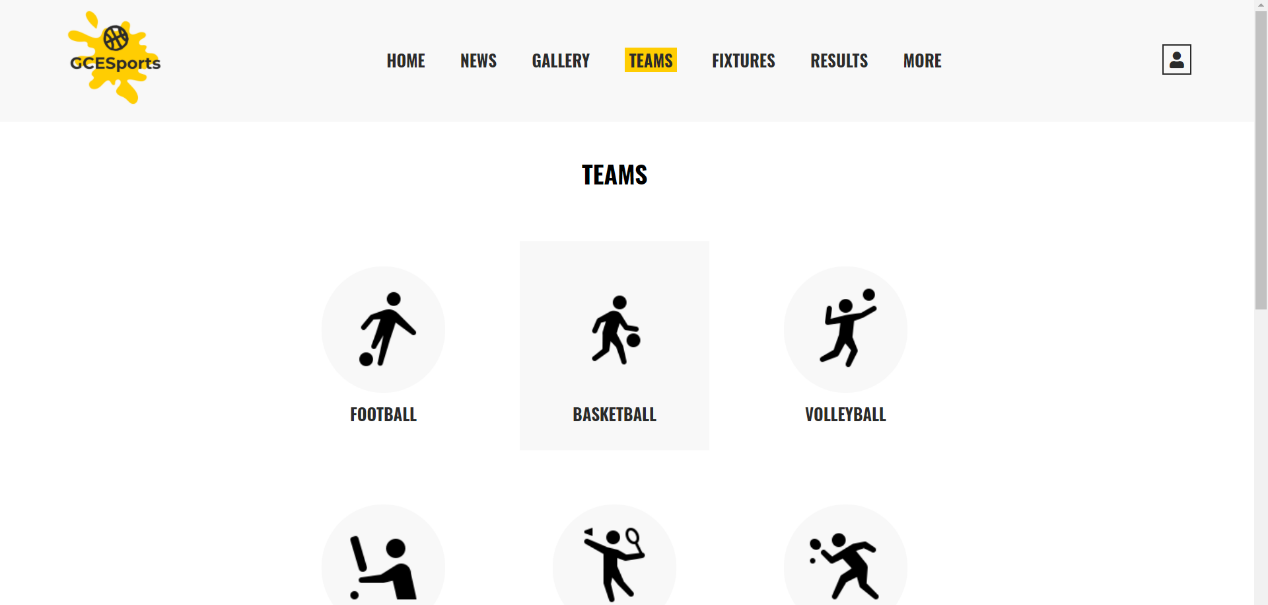 GCESports
HOME NEWS GALLERY TEAMS FIXTURES RESULTS MORE
TEAMS
FOOTBALL BASKETBALL VOLLEYBALL